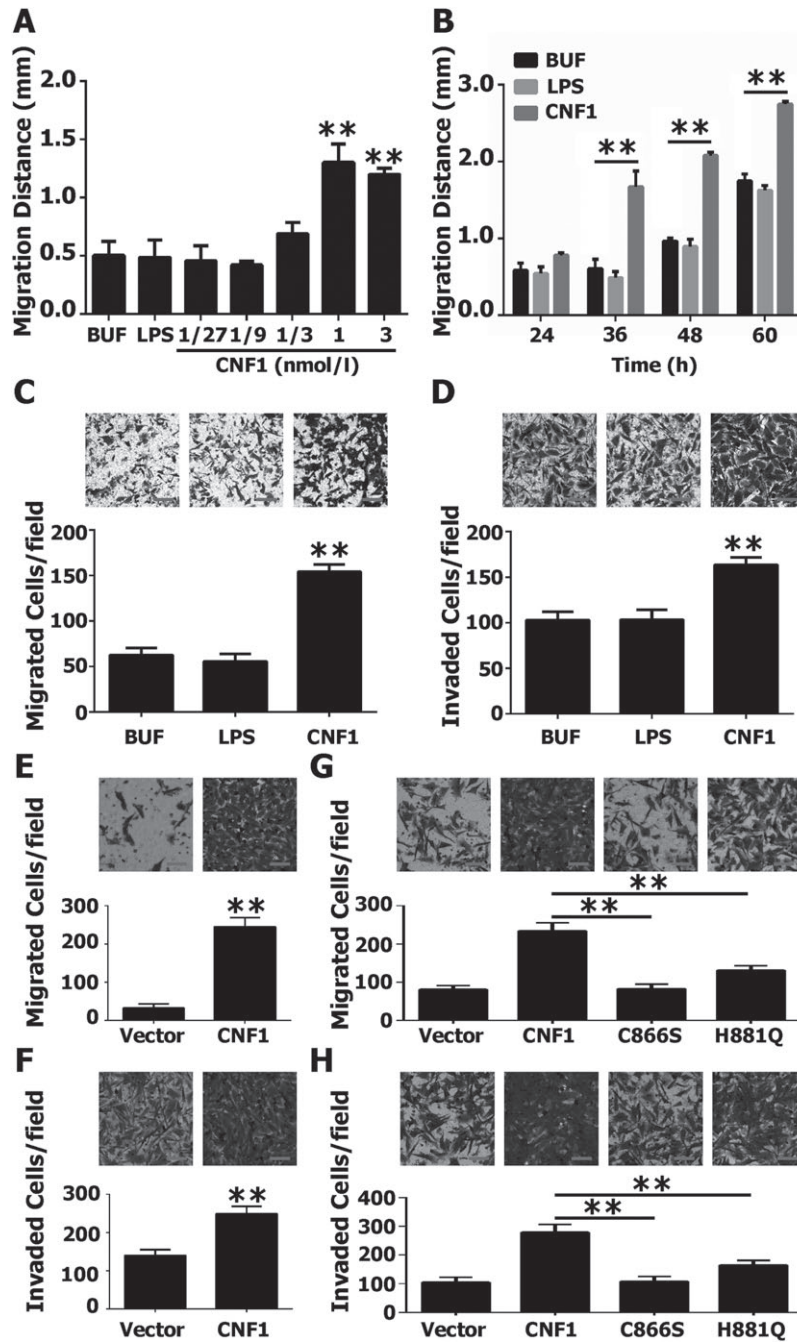 A
Migration Distance (mm)
2.0
1.5
1.0
0.5
0.0
** **
BUF LPS 1/27 1/9 1/3 1 3
CNF1 (nmol/l)
B
Migration Distance (mm)
3.0
2.0
1.0
0.0
BUF
LPS
CNF1
** ** **
24 36 48 60
Time (h)
C
Migrated Cells/field
200
150
100
50
0
**
BUF LPS CNF1
D
Invaded Cells/field
200
150
100
50
0
**
BUF LPS CNF1
E
Migrated Cells/field
300
200
100
0
**
Vector CNF1
G
Migrated Cells/field
300
200
100
0
**
**
Vector CNF1 C866S H881Q
F
Invaded Cells/field
300
200
100
0
**
Vector CNF1
H
Invaded Cells/field
400
300
200
100
0
**
**
Vector CNF1 C866S H881Q